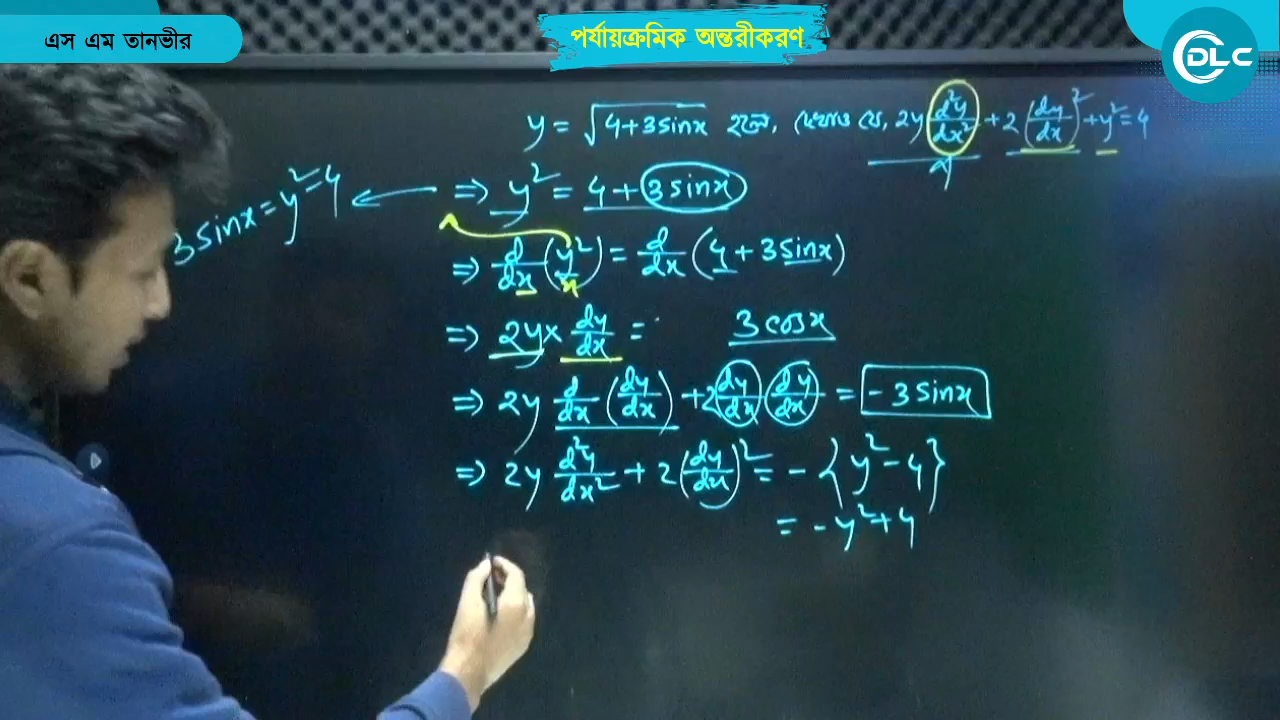 এস এম তানভীর
পর্যায়ক্রমিক অন্তরীকরণ
DLC
y = √(4+3sinx) হলে, দেখাও যে, 2y d²y/dx² + 2(dy/dx)² + y² = 4
3sinx = y²-4 ← ⇒ y² = 4 + 3sinx
⇒ d/dx (y²) = d/dx (4 + 3sinx)
x
⇒ 2y × dy/dx = 3cosx
⇒ 2y d/dx (dy/dx) + 2 dy/dx (dy/dx) = -3sinx
⇒ 2y d²y/dx² + 2(dy/dx)² = -{y²-4}
= -y²+4